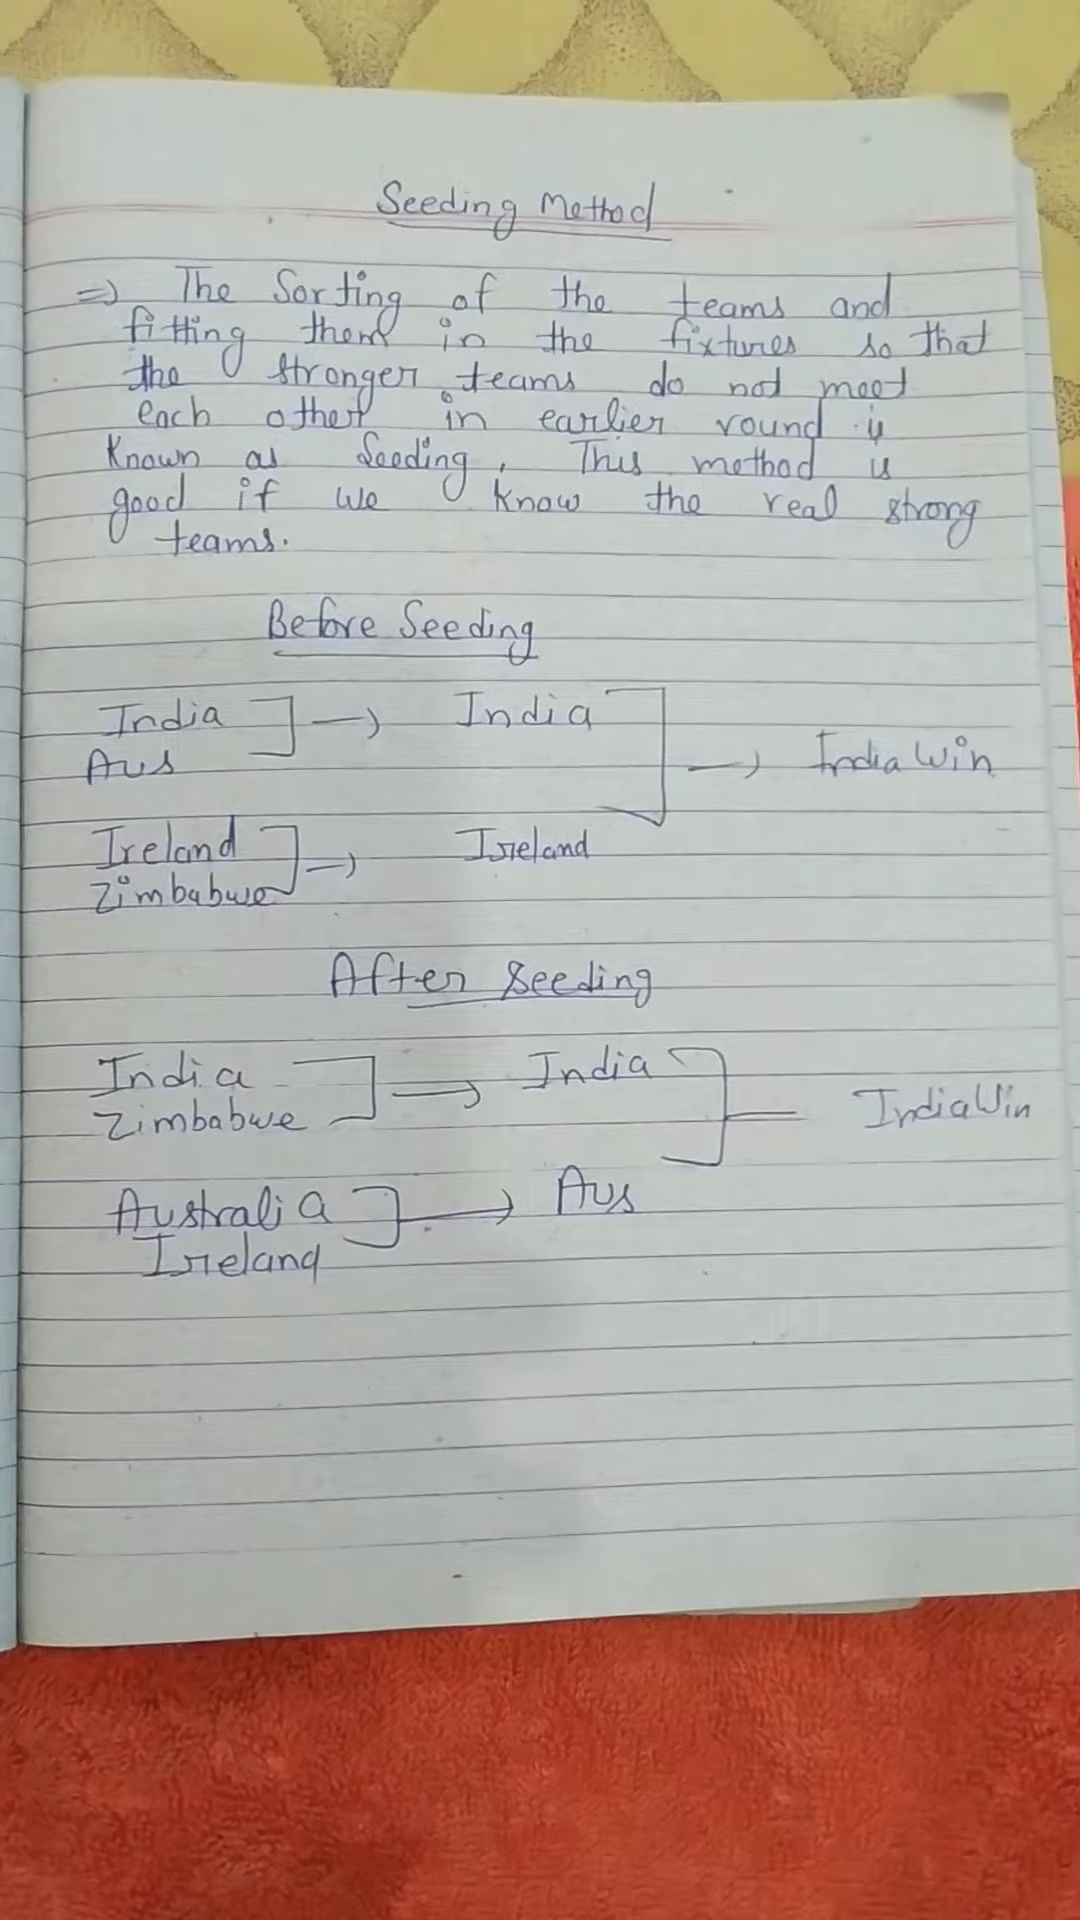 Seeding Method
=> The Sorting of the teams and
fitting them in the fixtures so that
the stronger teams do not meet
each other in earlier round is
Known as Seeding, This method is
good if we know the real strong
teams.
Before Seeding
India ] → India ]
Aus
→ India Win
Ireland ] → Ireland
Zimbabwe
After Seeding
India ] → India ]
Zimbabwe
India Win
Australia ] → Aus
Ireland